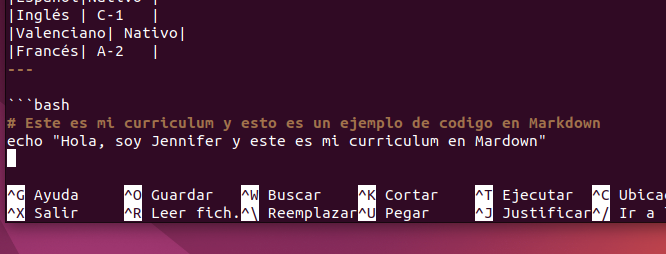 |Inglés | C-1   |
|Valenciano| Nativo|
|Francés| A-2   |
---
```bash
# Este es mi curriculum y esto es un ejemplo de codigo en Markdown
echo "Hola, soy Jennifer y este es mi curriculum en Mardown"
^G Ayuda ^O Guardar ^W Buscar ^K Cortar ^T Ejecutar ^C Ubica
^X Salir ^R Leer fich. ^\ Reemplazar ^U Pegar ^J Justificar ^/ Ir a